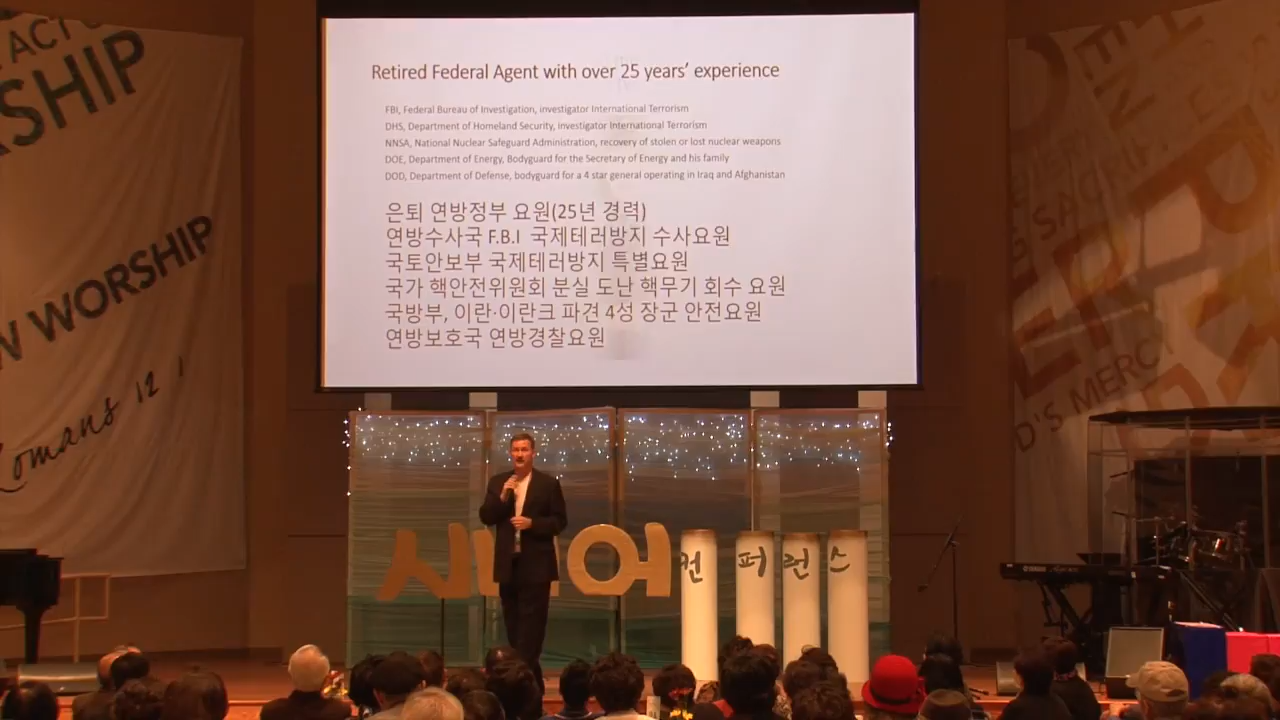 Retired Federal Agent with over 25 years' experience
FBI, Federal Bureau of Investigation, investigator International Terrorism
DHS, Department of Homeland Security, investigator International Terrorism
NNSA, National Nuclear Safeguard Administration, recovery of stolen or lost nuclear weapons
DOE, Department of Energy, Bodyguard for the Secretary of Energy and his family
DOD, Department of Defense, bodyguard for a 4 star general operating in Iraq and Afghanistan
은퇴 연방정부 요원(25년 경력)
연방수사국 F.B.I 국제테러방지 수사요원
국토안보부 국제테러방지 특별요원
국가 핵안전위원회 분실 도난 핵무기 회수 요원
국방부, 이란·이란크 파견 4성 장군 안전요원
연방보호국 연방경찰요원
ACT
SHIP
W WORSHIP
Romans 12 1
D'S MERCY
시니어
컨퍼런스